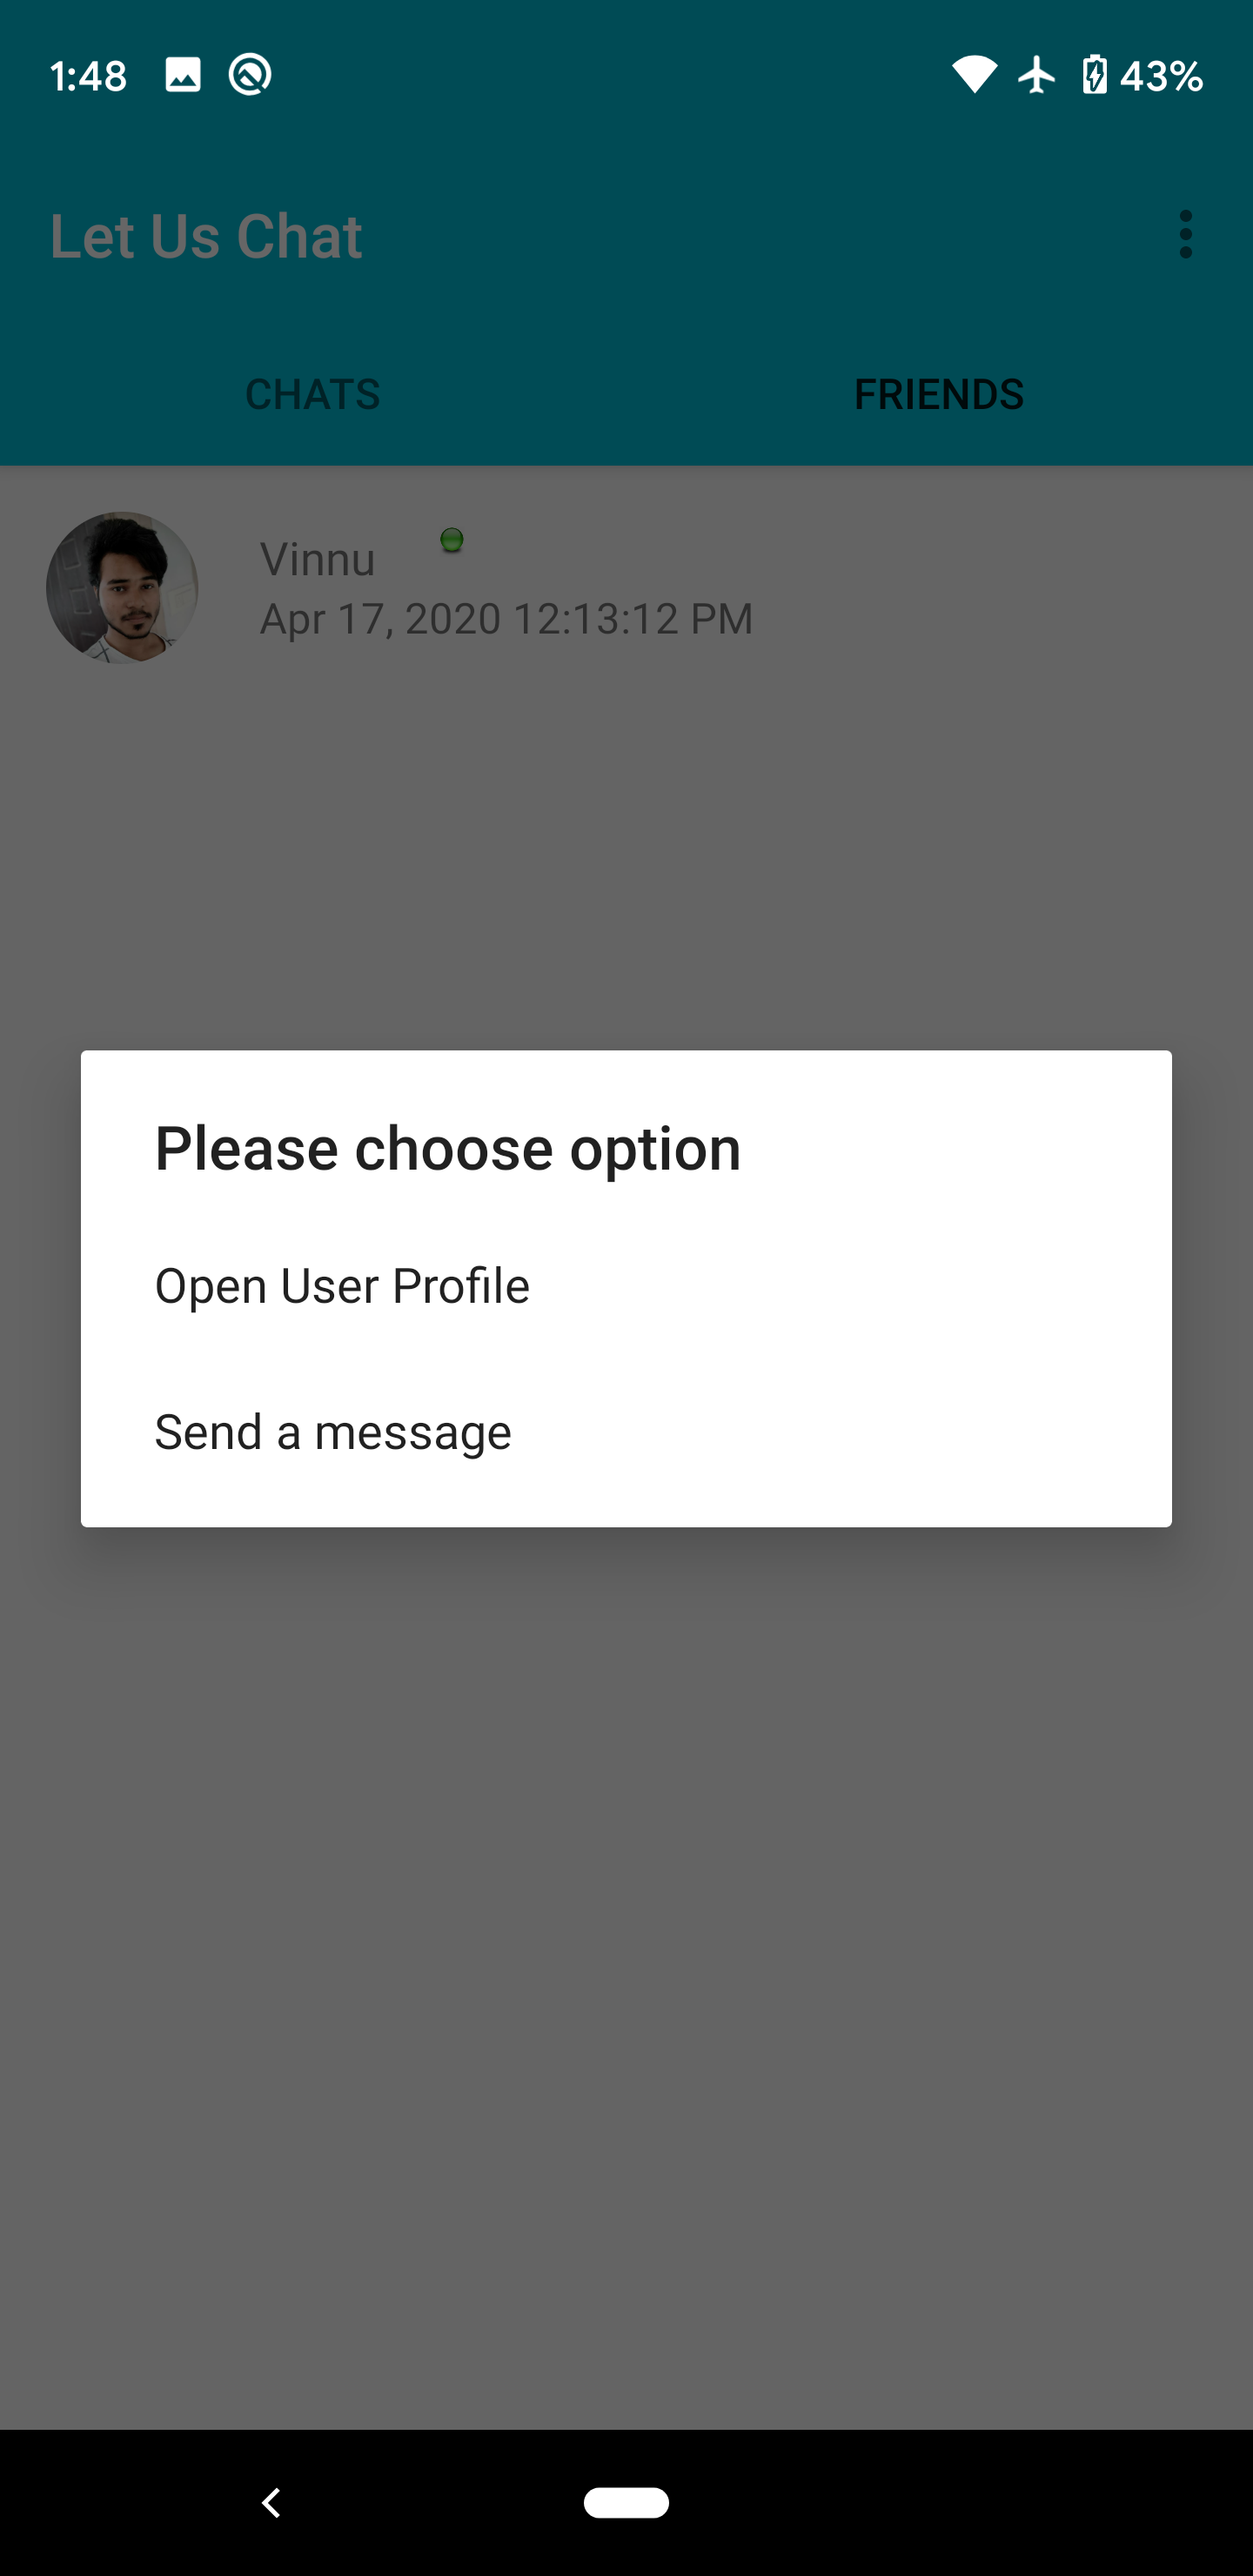 1:48 43%
Let Us Chat
CHATS FRIENDS
Vinnu
Apr 17, 2020 12:13:12 PM
Please choose option
Open User Profile
Send a message